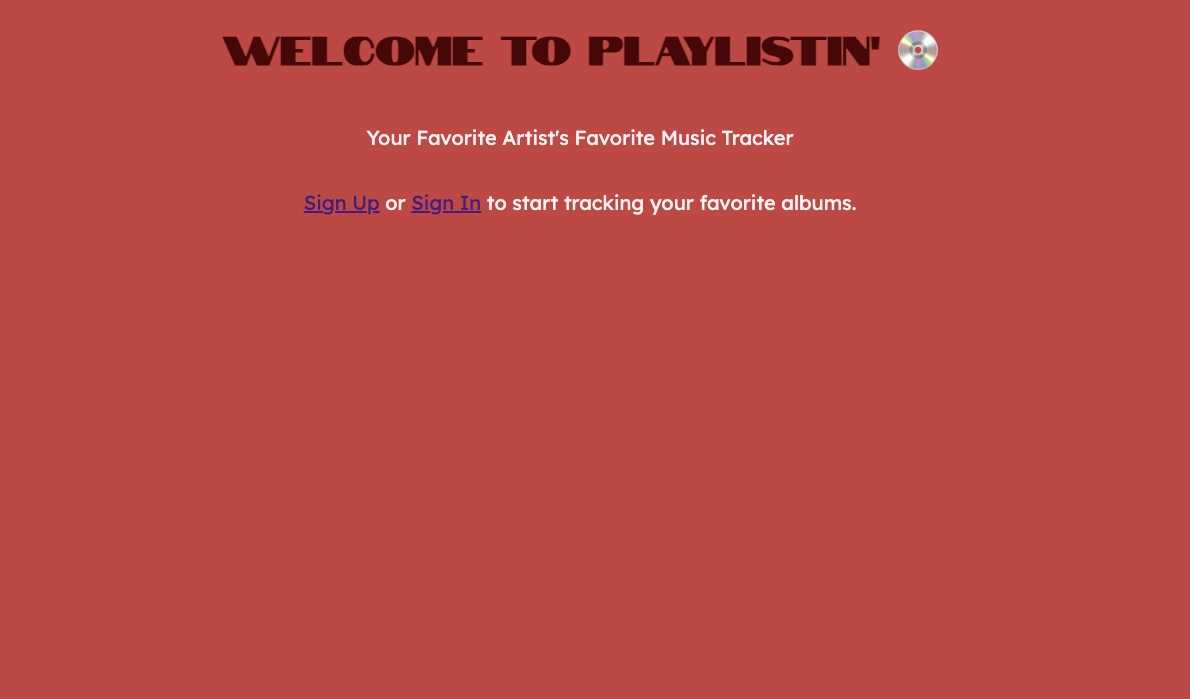 WELCOME TO PLAYLISTIN' 💿
Your Favorite Artist's Favorite Music Tracker
Sign Up or Sign In to start tracking your favorite albums.